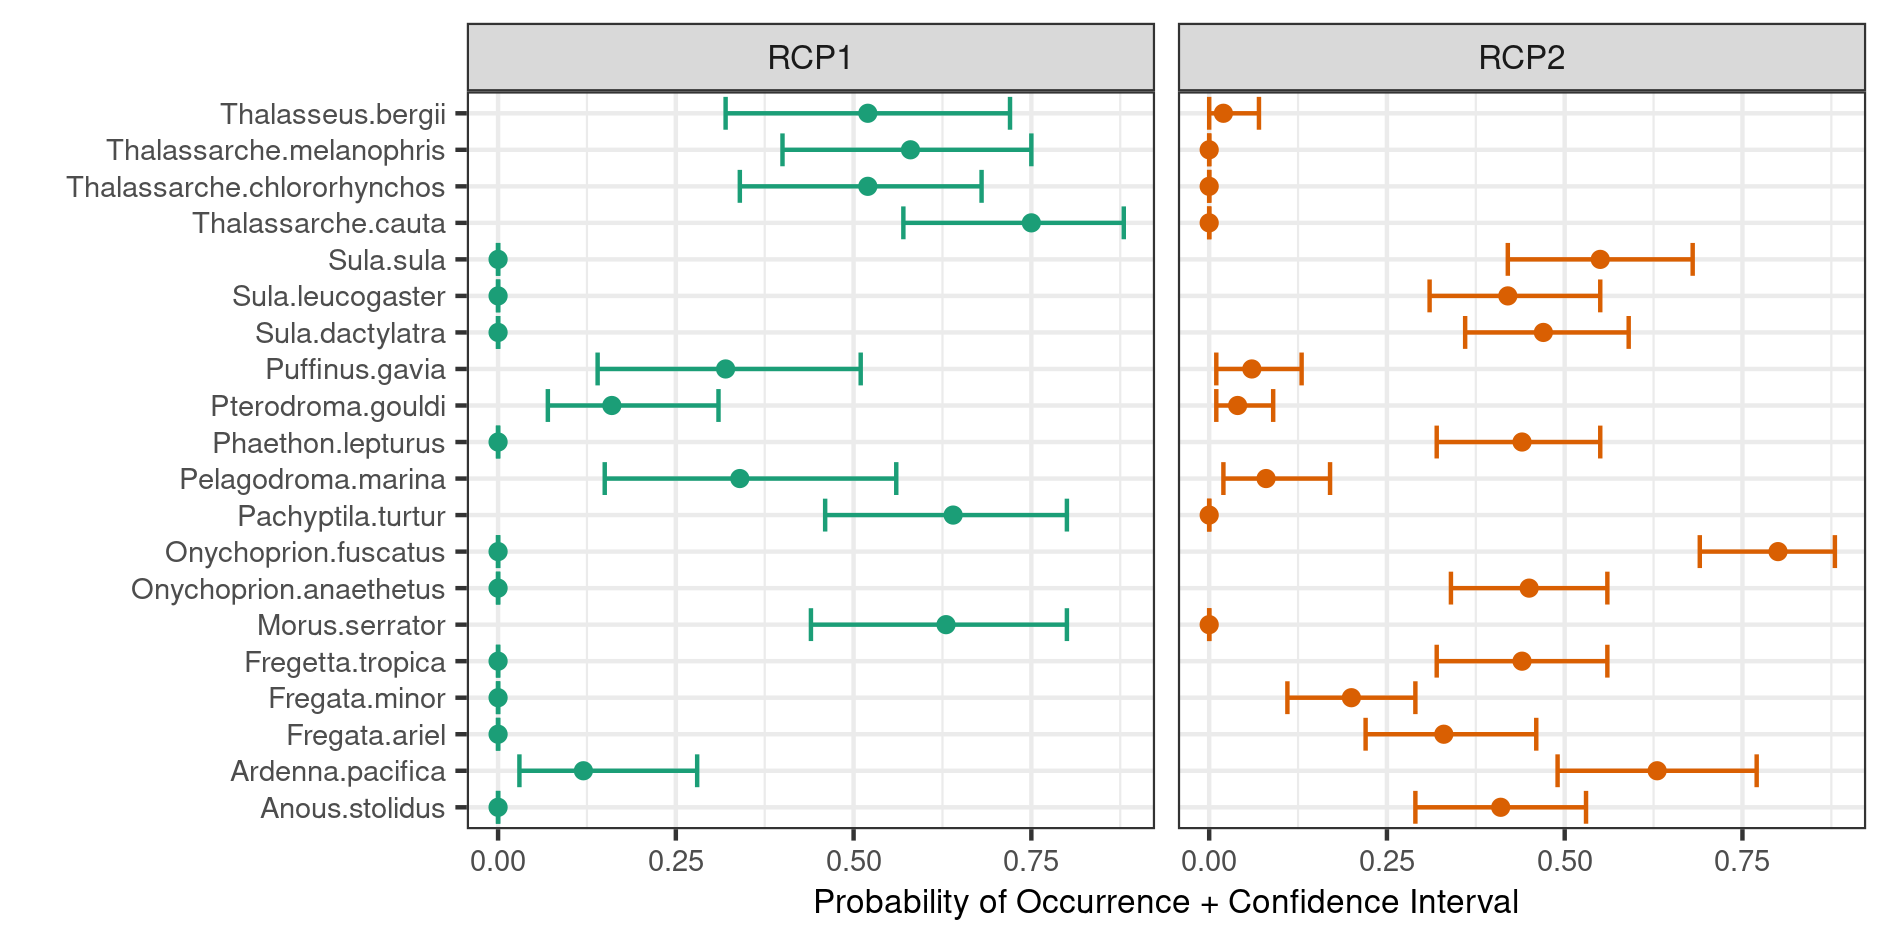 RCP1
RCP2
Thalasseus.bergii
Thalassarche.melanophris
Thalassarche.chlororhynchos
Thalassarche.cauta
Sula.sula
Sula.leucogaster
Sula.dactylatra
Puffinus.gavia
Pterodroma.gouldi
Phaethon.lepturus
Pelagodroma.marina
Pachyptila.turtur
Onychoprion.fuscatus
Onychoprion.anaethetus
Morus.serrator
Fregetta.tropica
Fregata.minor
Fregata.ariel
Ardenna.pacifica
Anous.stolidus
0.00 0.25 0.50 0.75
0.00 0.25 0.50 0.75
Probability of Occurrence + Confidence Interval